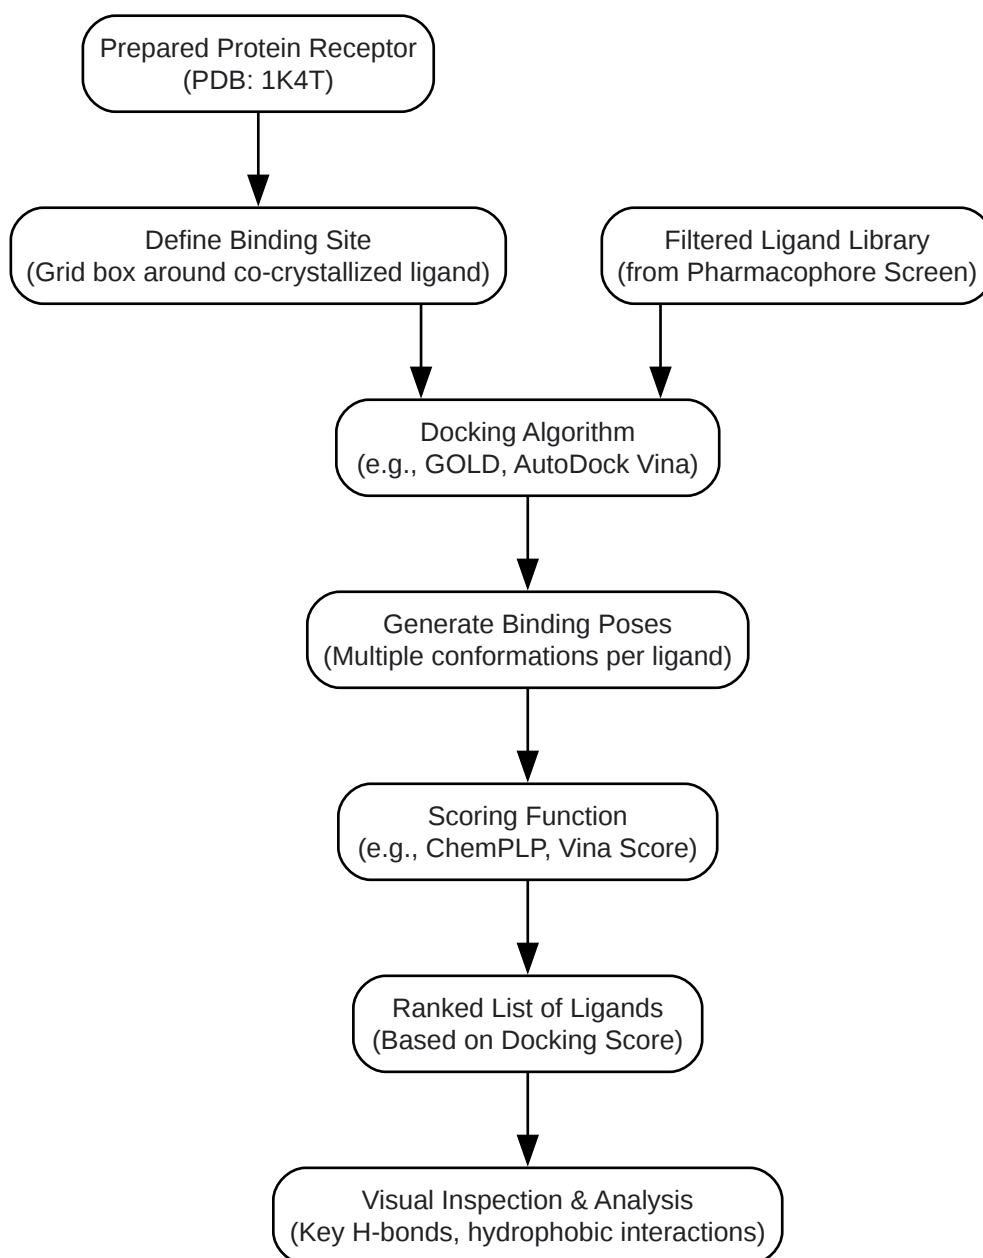 Prepared Protein Receptor
(PDB: 1K4T)
Define Binding Site
(Grid box around co-crystallized ligand)
Filtered Ligand Library
(from Pharmacophore Screen)
Docking Algorithm
(e.g., GOLD, AutoDock Vina)
Generate Binding Poses
(Multiple conformations per ligand)
Scoring Function
(e.g., ChemPLP, Vina Score)
Ranked List of Ligands
(Based on Docking Score)
Visual Inspection & Analysis
(Key H-bonds, hydrophobic interactions)